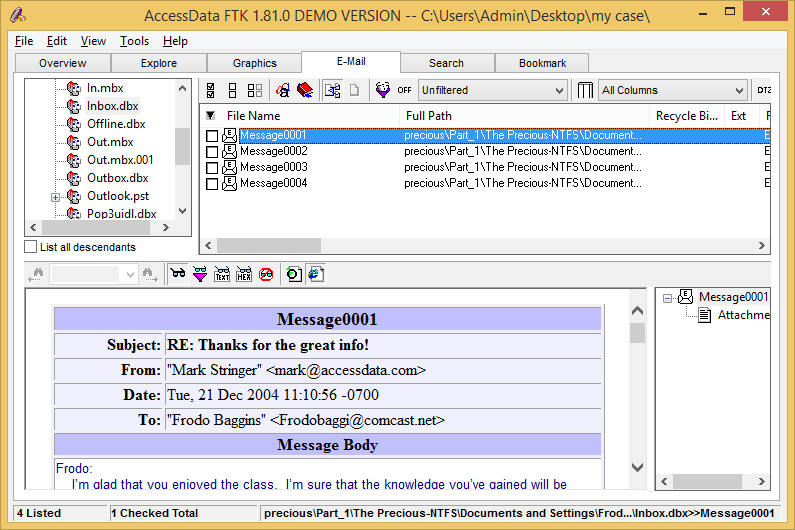 AccessData FTK 1.81.0 DEMO VERSION -- C:\Users\Admin\Desktop\my case\
File Edit View Tools Help
Overview Explore Graphics E-Mail Search Bookmark
In.mbx
Inbox.dbx
Offline.dbx
Out.mbx
Out.mbx.001
Outbox.dbx
Outlook.pst
Pop3uidl.dbx
List all descendants
OFF Unfiltered All Columns DTZ
File Name Full Path Recycle Bi... Ext
Message0001 precious\Part_1\The Precious-NTFS\Document... E
Message0002 precious\Part_1\The Precious-NTFS\Document... E
Message0003 precious\Part_1\The Precious-NTFS\Document... E
Message0004 precious\Part_1\The Precious-NTFS\Document... E
TEXT HEX
Message0001
Subject: RE: Thanks for the great info!
From: "Mark Stringer" <mark@accessdata.com>
Date: Tue, 21 Dec 2004 11:10:56 -0700
To: "Frodo Baggins" <Frodobaggi@comcast.net>
Message Body
Frodo:
I'm glad that you enjoyed the class. I'm sure that the knowledge you've gained will be
Message0001
Attachme
4 Listed 1 Checked Total precious\Part_1\The Precious-NTFS\Documents and Settings\Frod...\Inbox.dbx>>Message0001